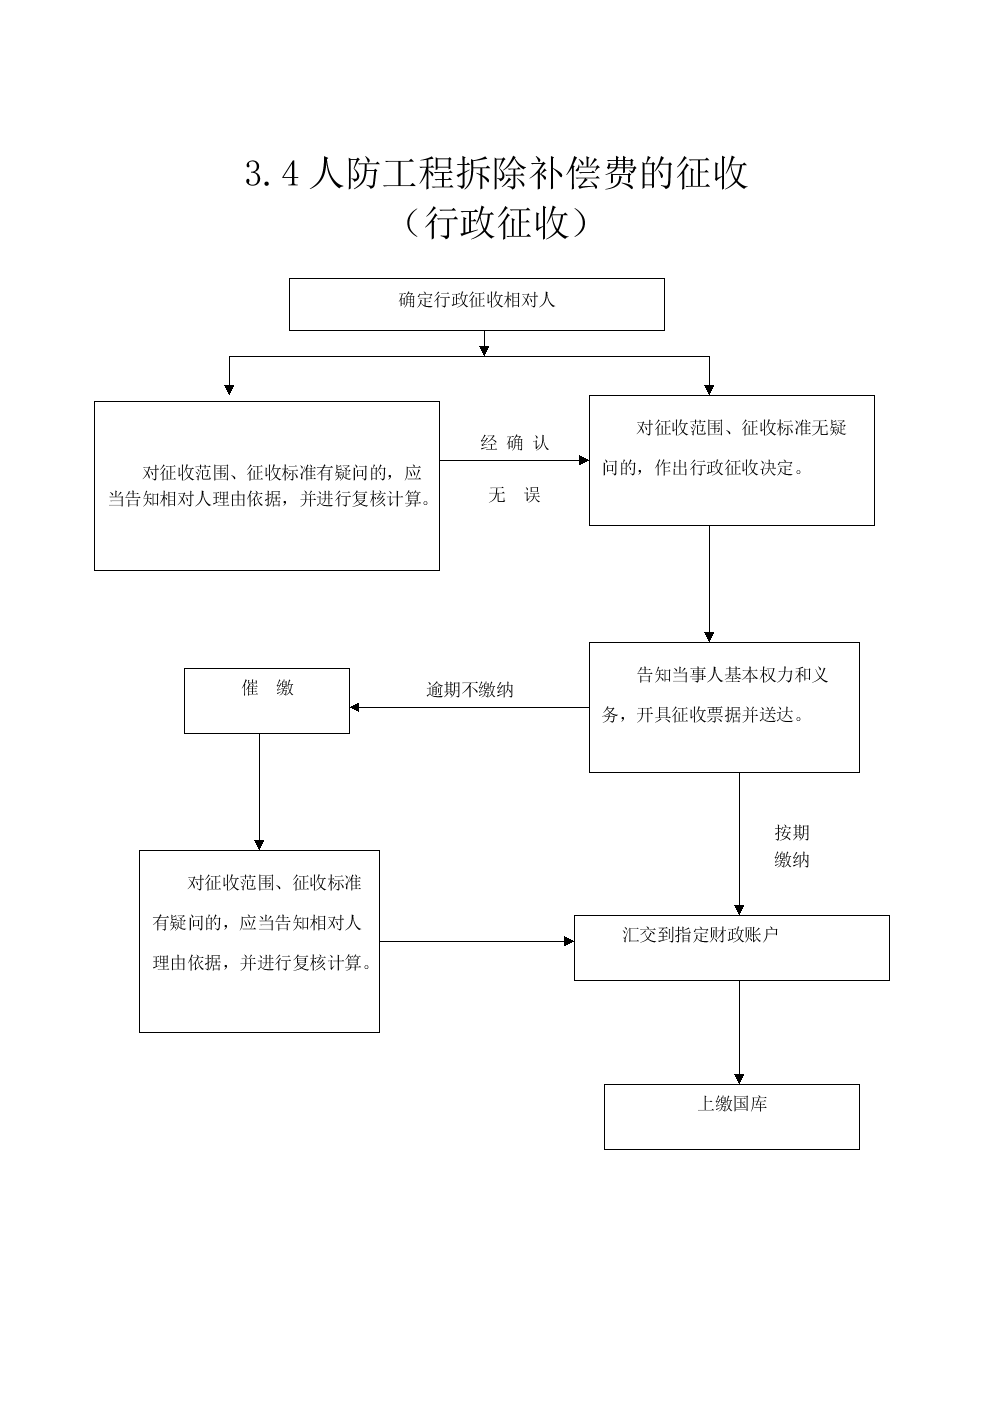 3.4 人防工程拆除补偿费的征收
（行政征收）
确定行政征收相对人
对征收范围、征收标准有疑问的，应
当告知相对人理由依据，并进行复核计算。
经 确 认
无 误
对征收范围、征收标准无疑
问的，作出行政征收决定。
告知当事人基本权力和义
务，开具征收票据并送达。
逾期不缴纳
催 缴
按期
缴纳
对征收范围、征收标准
有疑问的，应当告知相对人
理由依据，并进行复核计算。
汇交到指定财政账户
上缴国库